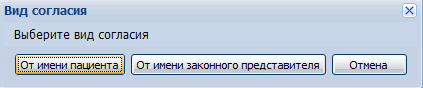 Вид согласия
Выберите вид согласия
От имени пациента От имени законного представителя Отмена